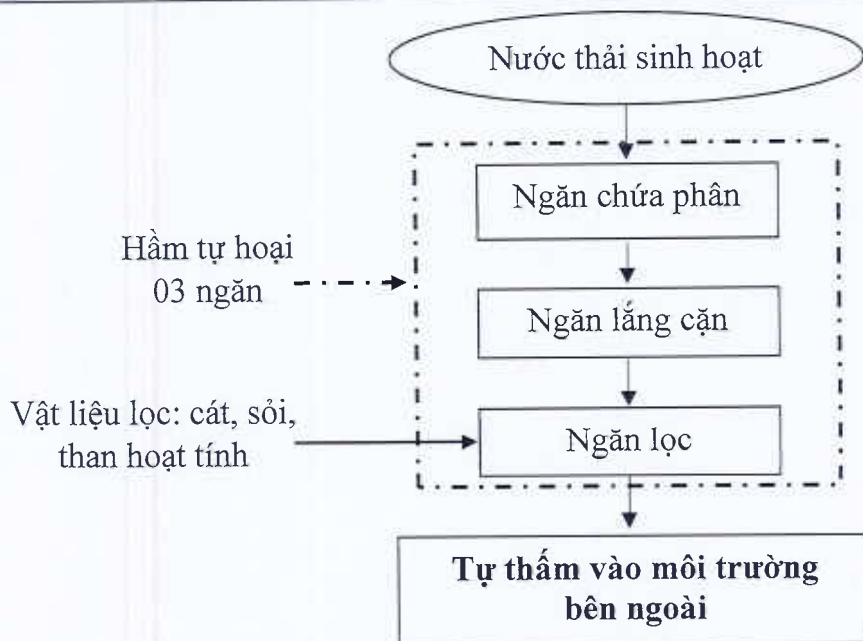 Nước thải sinh hoạt
Ngăn chứa phân
Hầm tự hoại
03 ngăn
Ngăn lắng cặn
Vật liệu lọc: cát, sỏi,
than hoạt tính
Ngăn lọc
Tự thấm vào môi trường
bên ngoài